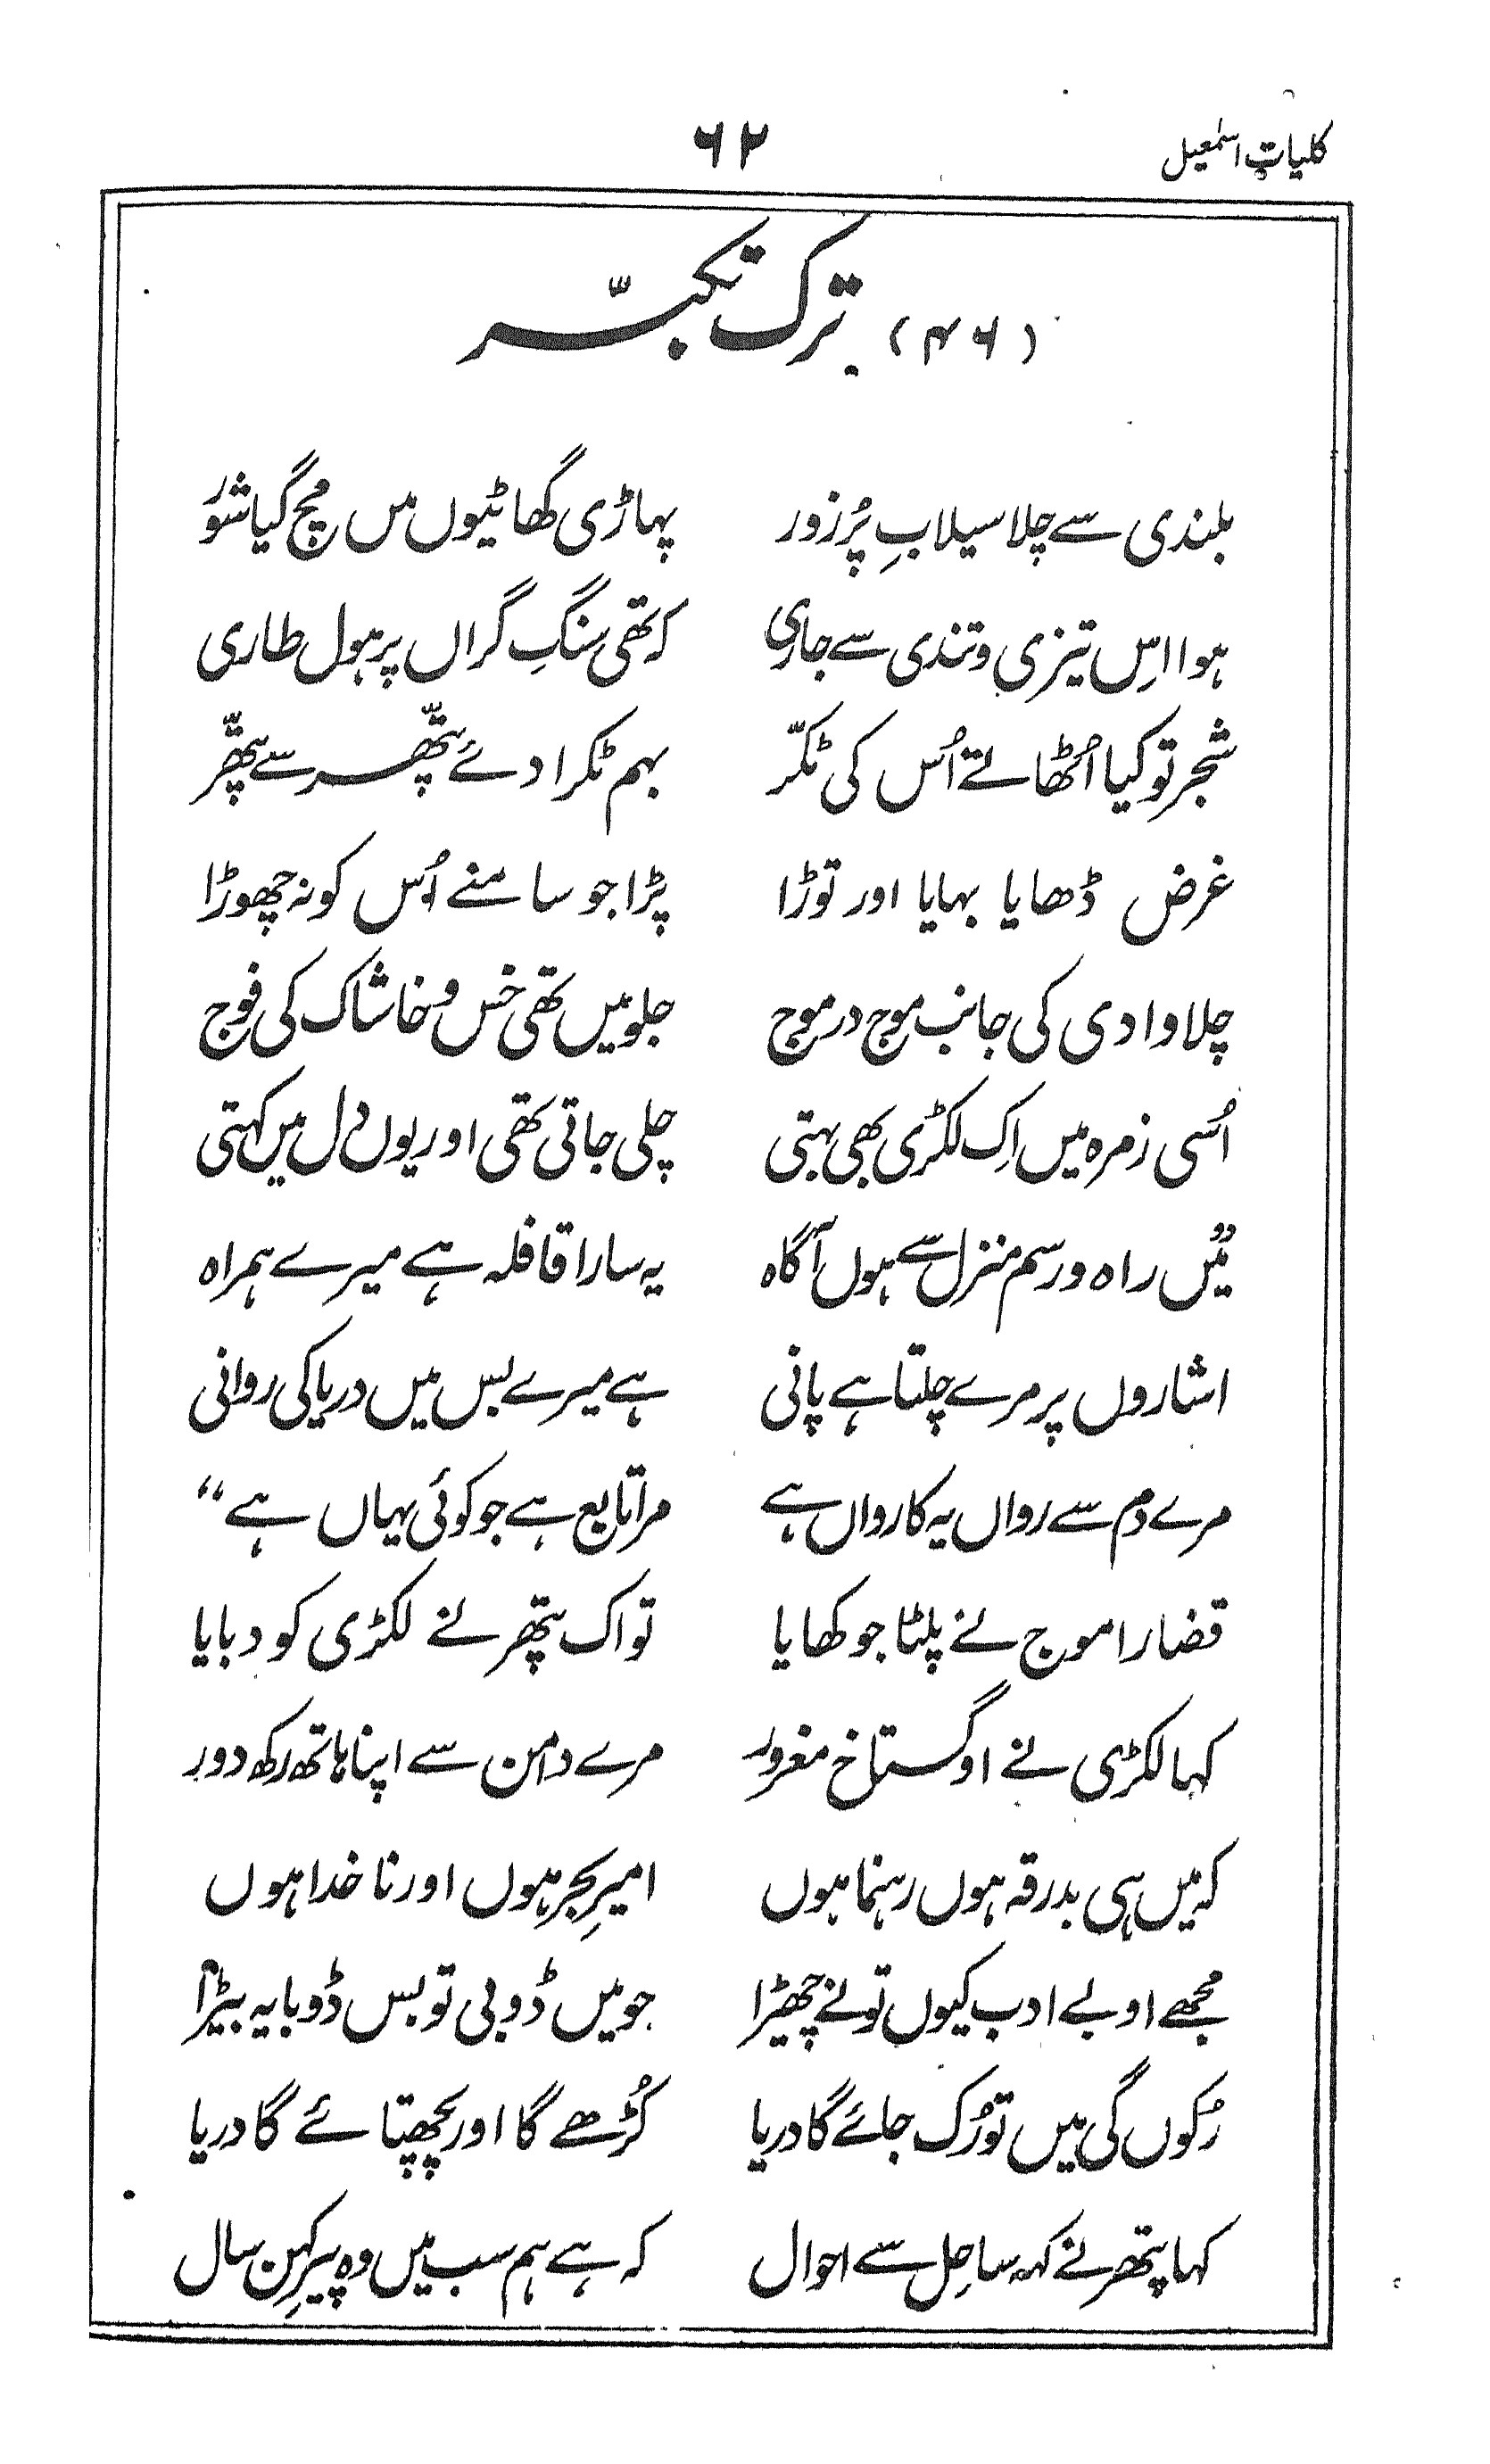 کلیاتِ اسمٰعیل ۶۲
(۴۶) ترک تکبّر
بلندی سے چلا سیلابِ پُر زور پہاڑی گھاٹیوں میں مچ گیا شور
ہوا اِس تیزی و تندی سے جاری کہ تھی سنگِ گراں پر ہول طاری
شجر تو کیا اُٹھاتے اُس کی ٹکّر بہم ٹکرا دئے پتّھر سے پتّھر
غرض ڈھایا بہایا اور توڑا پڑا جو سامنے اُس کو نہ چھوڑا
چلا وادی کی جانب موج در موج جلو میں تھی خس و خاشاک کی فوج
اُسی زمرہ میں اِک لکڑی بھی بہتی چلی جاتی تھی اور یوں دل میں کہتی
”میں راہ و رسم منزل سے ہوں آگاہ یہ سارا قافلہ ہے میرے ہمراہ
اشاروں پر مرے چلتا ہے پانی ہے میرے بس میں دریا کی روانی
مرے دم سے رواں یہ کارواں ہے مرا تابع ہے جو کوئی یہاں ہے“
قضارا موج نے پلٹا جو کھایا تو اک پتھر نے لکڑی کو دبایا
کہا لکڑی نے او گستاخ مغرور مرے دامن سے اپنا ہاتھ رکھ دور
کہ میں ہی بدرقہ ہوں رہنما ہوں امیرِ بحر ہوں اور ناخدا ہوں
مجھے او بے ادب کیوں تو نے چھیڑا جو میں ڈوبی تو بس ڈوبا یہ بیڑا
رُکوں گی میں تو رُک جائے گا دریا کُڑھے گا اور پچھتائے گا دریا
کہا پتھر نے کہہ ساحِل سے احوال کہ ہے ہم سب میں وہ پیرِ کہن سال